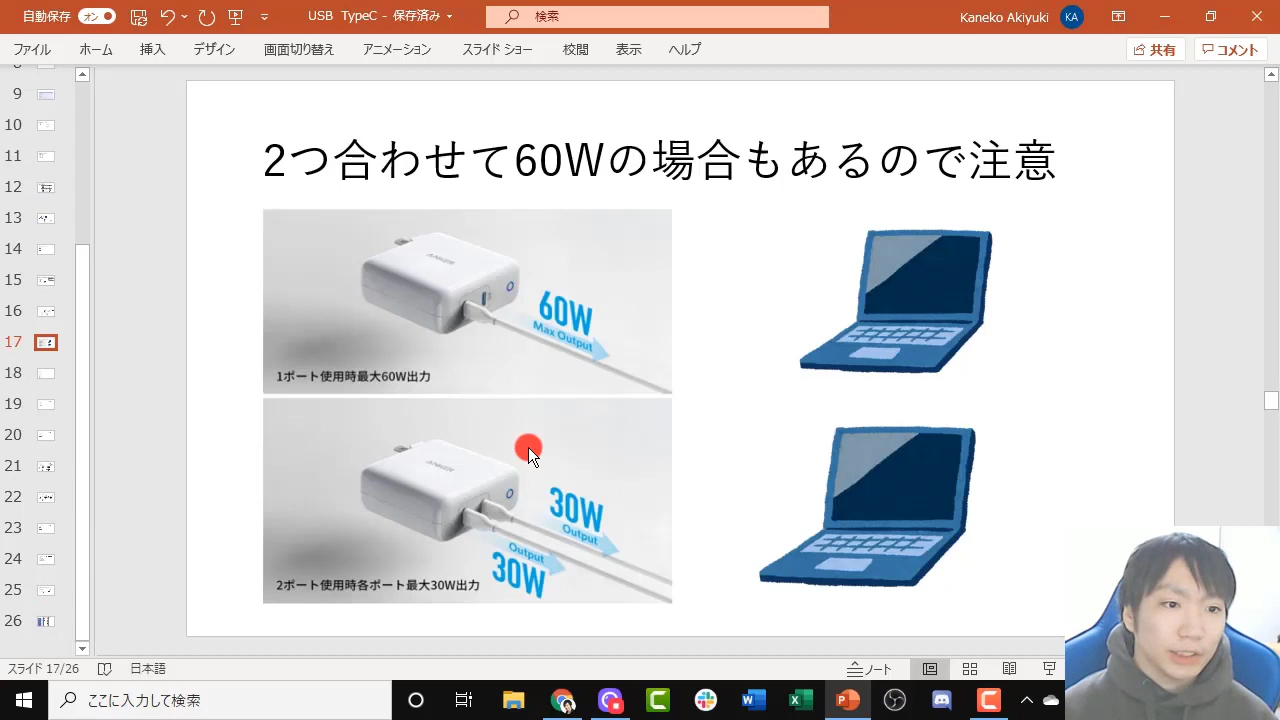 自動保存 オン USB TypeC - 保存済み 検索 Kaneko Akiyuki KA
ファイル ホーム 挿入 デザイン 画面切り替え アニメーション スライド ショー 校閲 表示 ヘルプ 共有 コメント
9
10
11
12
13
14
15
16
17
18
19
20
21
22
23
24
25
26
2つ合わせて60Wの場合もあるので注意
ANKER
60W
Max Output
1ポート使用時最大60W出力
ANKER
30W
Output
Output
30W
2ポート使用時各ポート最大30W出力
スライド 17/26 日本語 ノート
ここに入力して検索